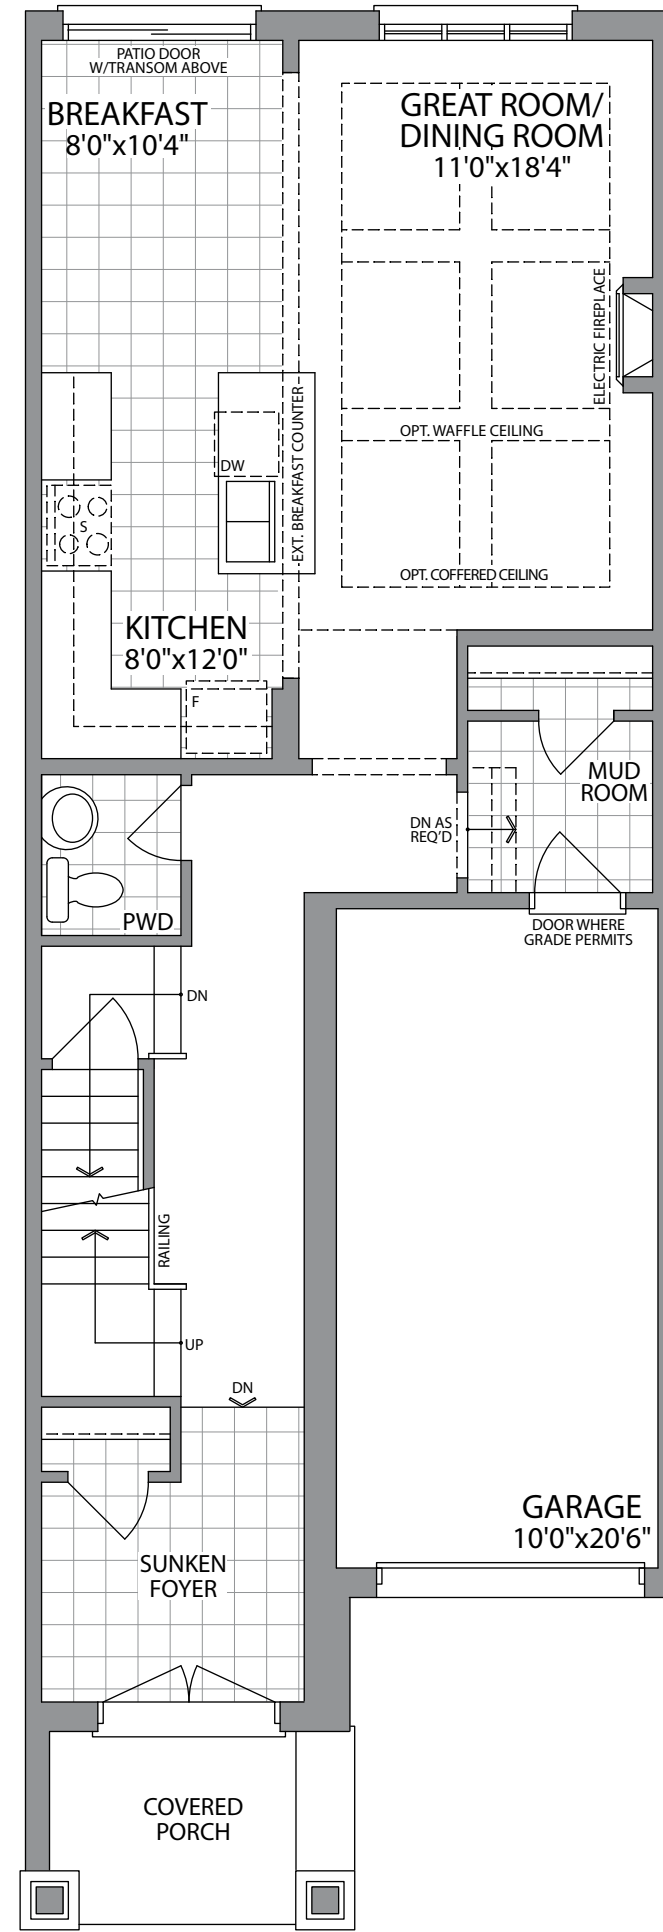 PATIO DOOR
W/TRANSOM ABOVE
BREAKFAST
8'0"x10'4"
GREAT ROOM/
DINING ROOM
11'0"x18'4"
ELECTRIC FIREPLACE
OPT. WAFFLE CEILING
EXT. BREAKFAST COUNTER
DW
S
OPT. COFFERED CEILING
KITCHEN
8'0"x12'0"
F
MUD
ROOM
DN AS
REQ'D
PWD
DOOR WHERE
GRADE PERMITS
DN
RAILING
UP
DN
GARAGE
10'0"x20'6"
SUNKEN
FOYER
COVERED
PORCH